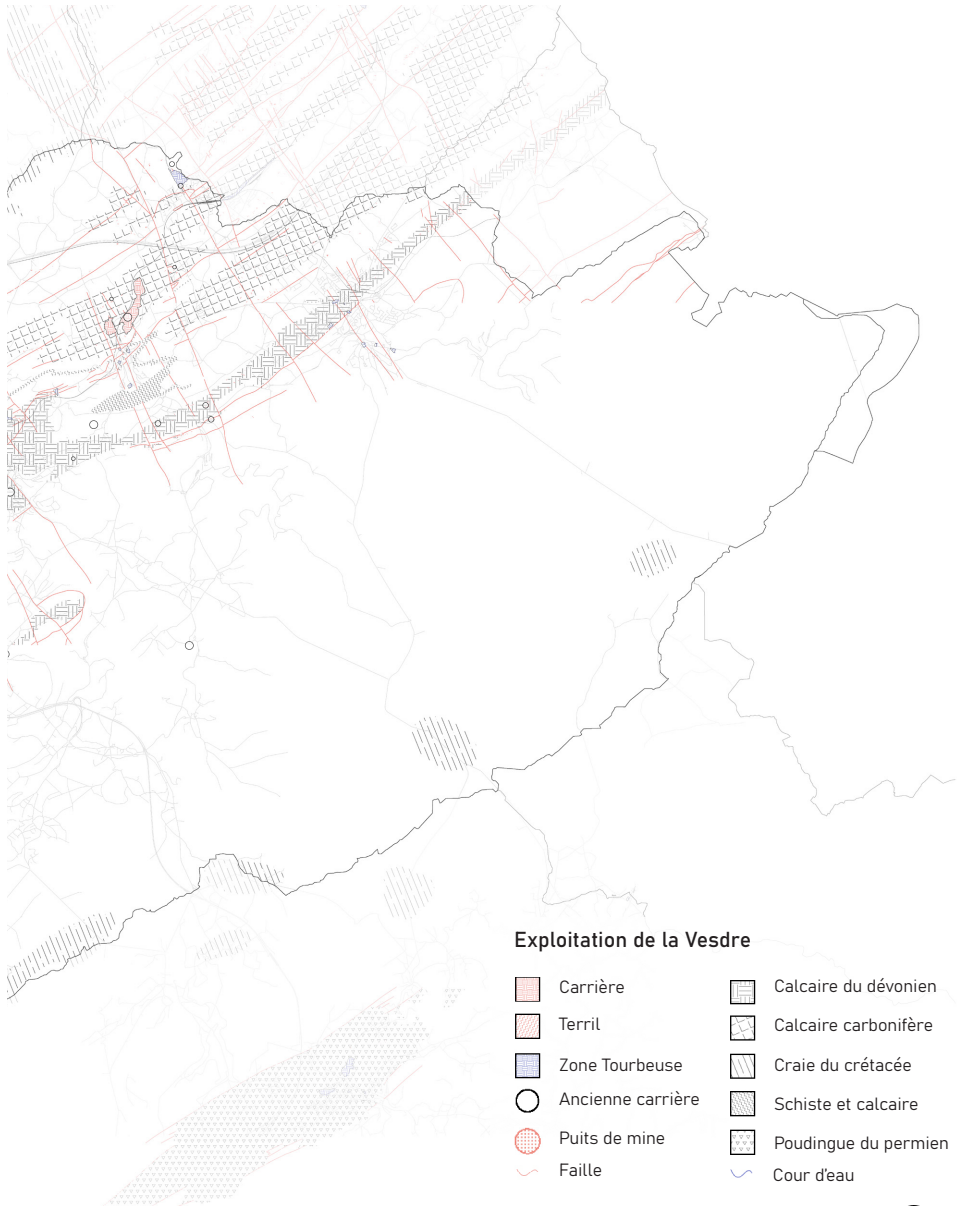 Exploitation de la Vesdre
Carrière
Terril
Zone Tourbeuse
Ancienne carrière
Puits de mine
Faille
Calcaire du dévonien
Calcaire carbonifère
Craie du crétacée
Schiste et calcaire
Poudingue du permien
Cour d'eau